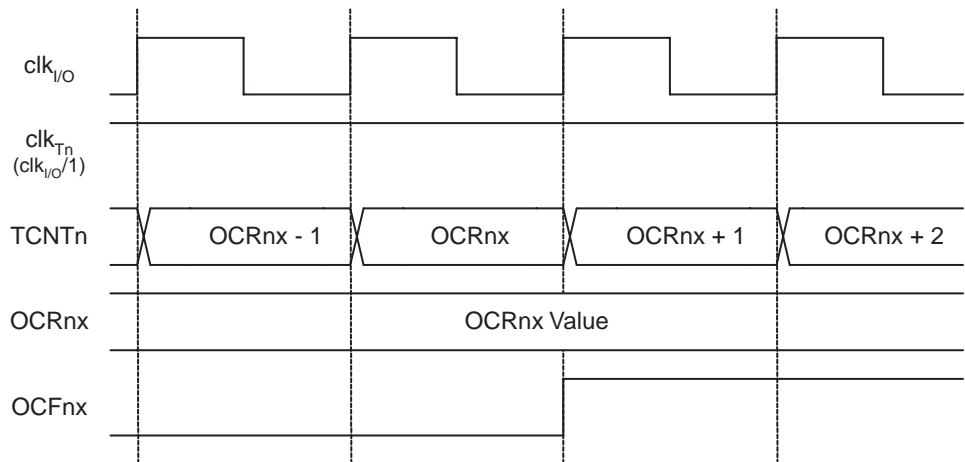 clkI/O
clkTn
(clkI/O/1)
TCNTn OCRnx - 1 OCRnx OCRnx + 1 OCRnx + 2
OCRnx OCRnx Value
OCFnx